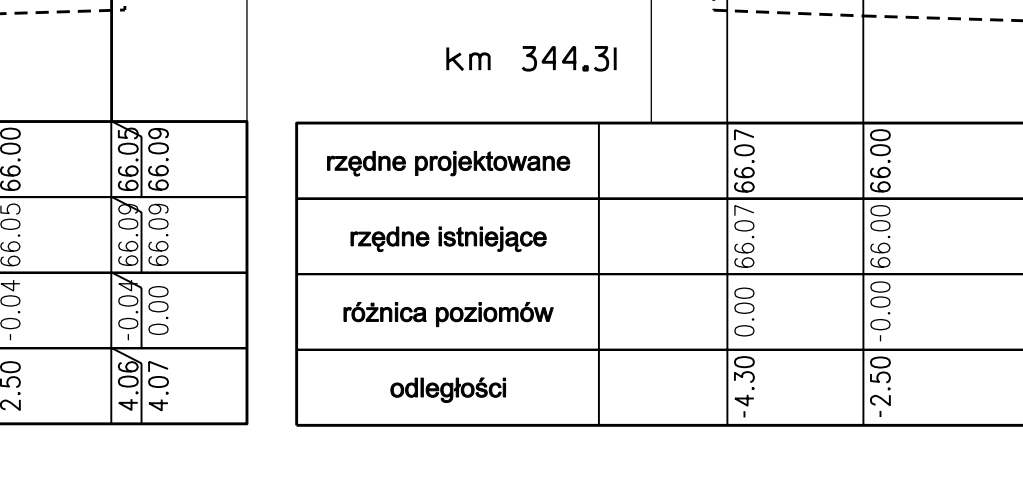 km 344.31
66.00 66.05 66.09
66.05 66.09 66.09
-0.04 -0.04 0.00
2.50 4.06 4.07
rzędne projektowane 66.07 66.00
rzędne istniejące 66.07 66.00
różnica poziomów 0.00 -0.00
odległości -4.30 -2.50